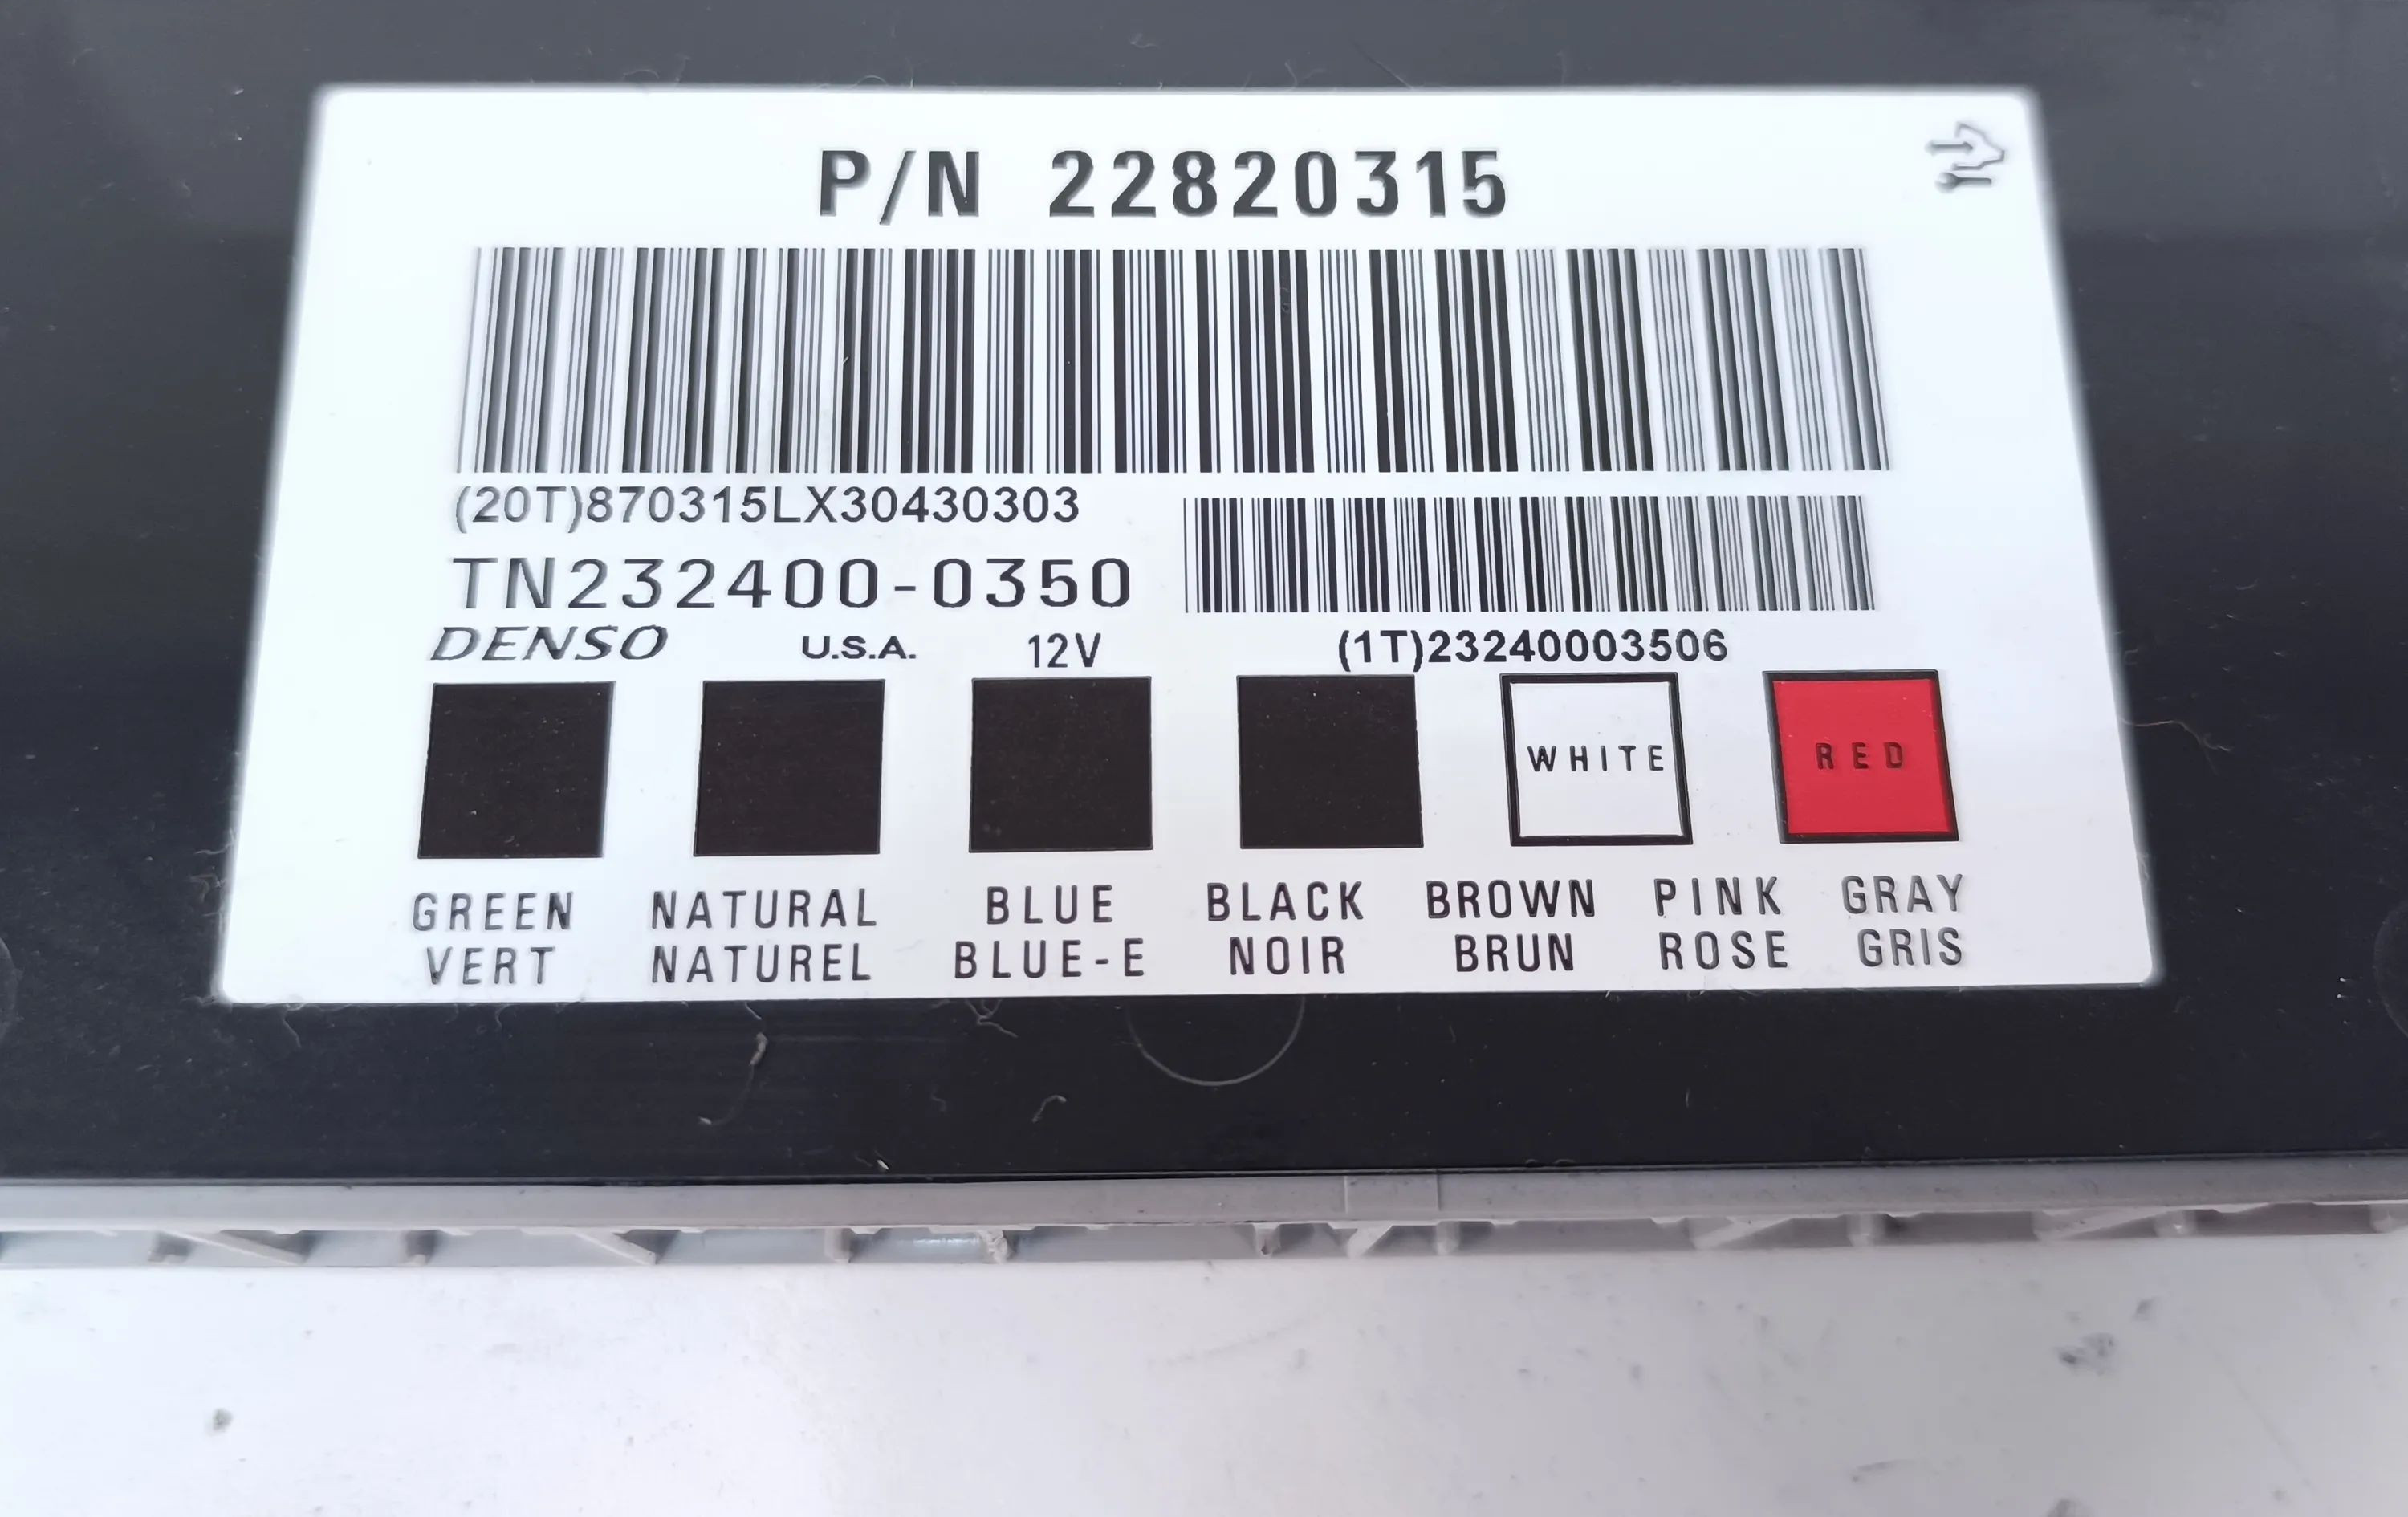 P/N 22820315
(20T)870315LX30430303
TN232400-0350
DENSO U.S.A. 12V (1T)23240003506
WHITE RED
GREEN NATURAL BLUE BLACK BROWN PINK GRAY
VERT NATUREL BLUE-E NOIR BRUN ROSE GRIS